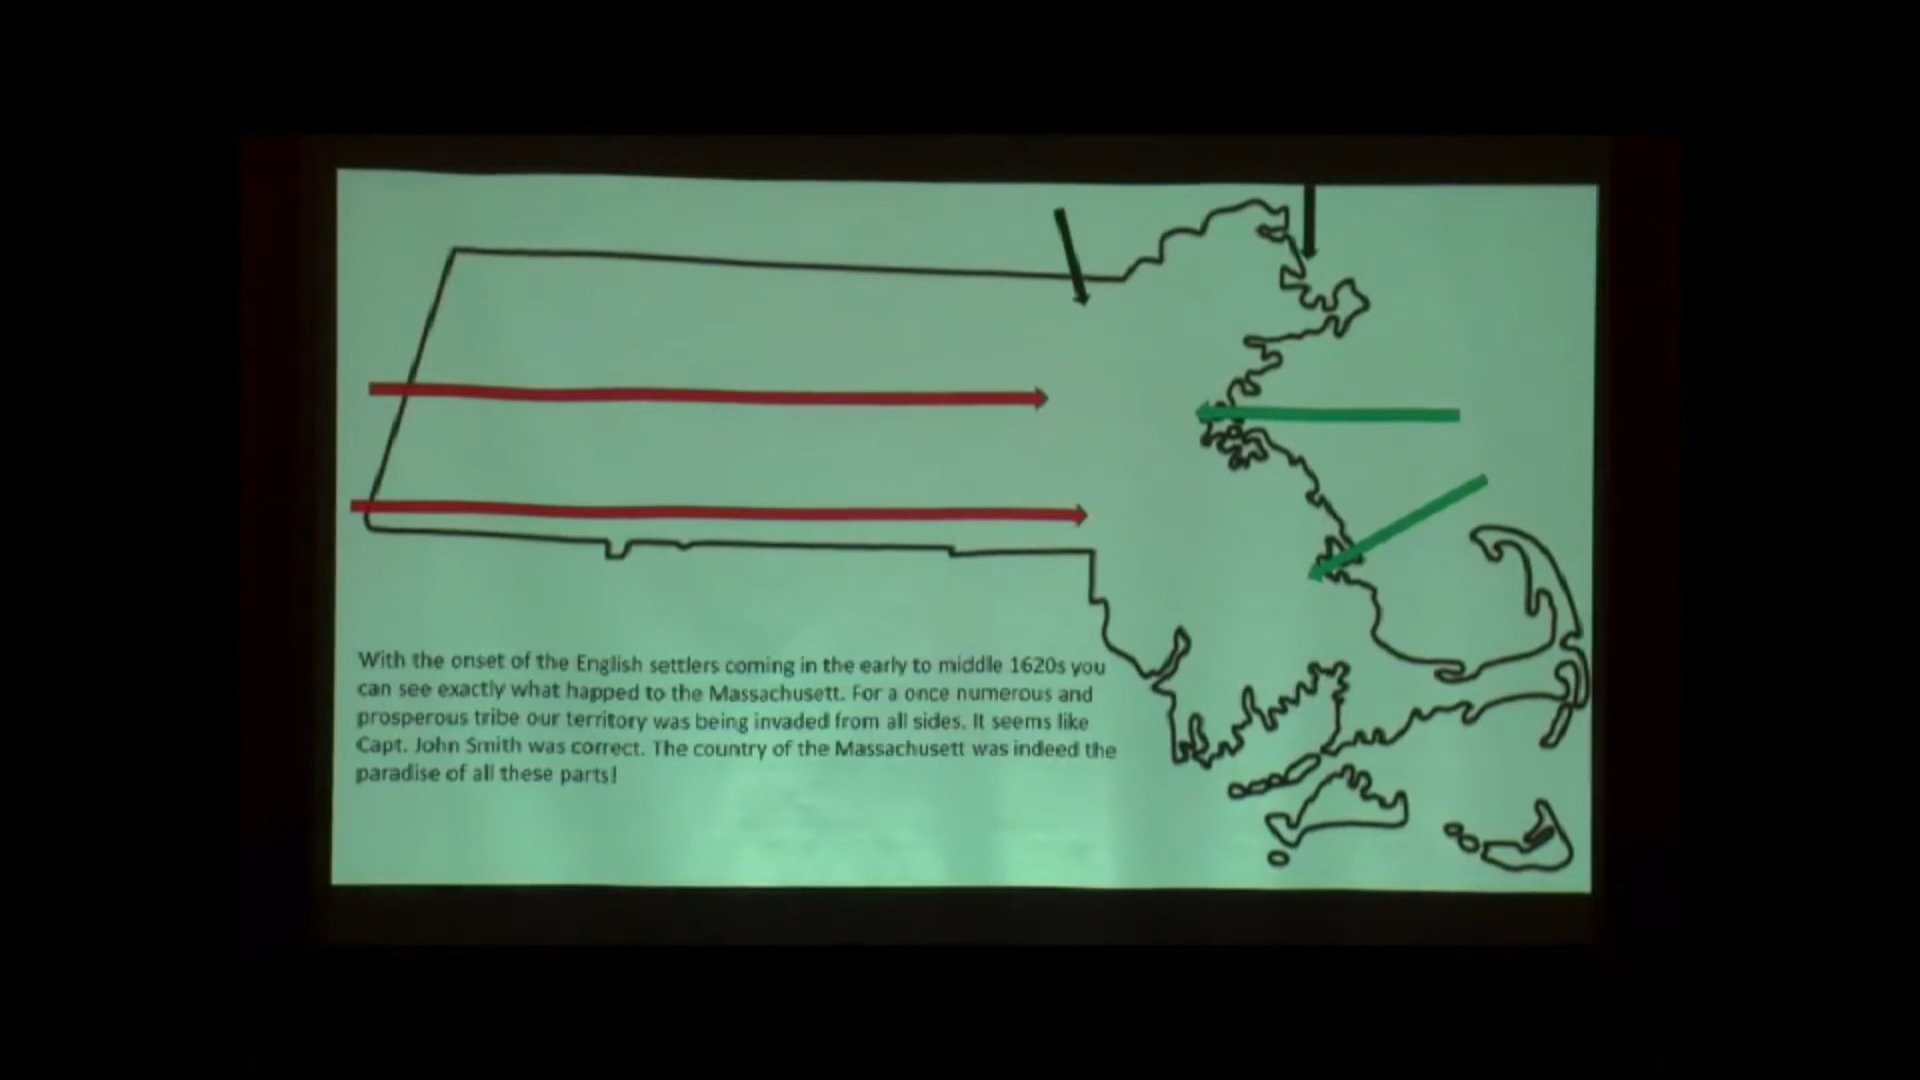 With the onset of the English settlers coming in the early to middle 1620s you
can see exactly what happed to the Massachusett. For a once numerous and
prosperous tribe our territory was being invaded from all sides. It seems like
Capt. John Smith was correct. The country of the Massachusett was indeed the
paradise of all these parts!